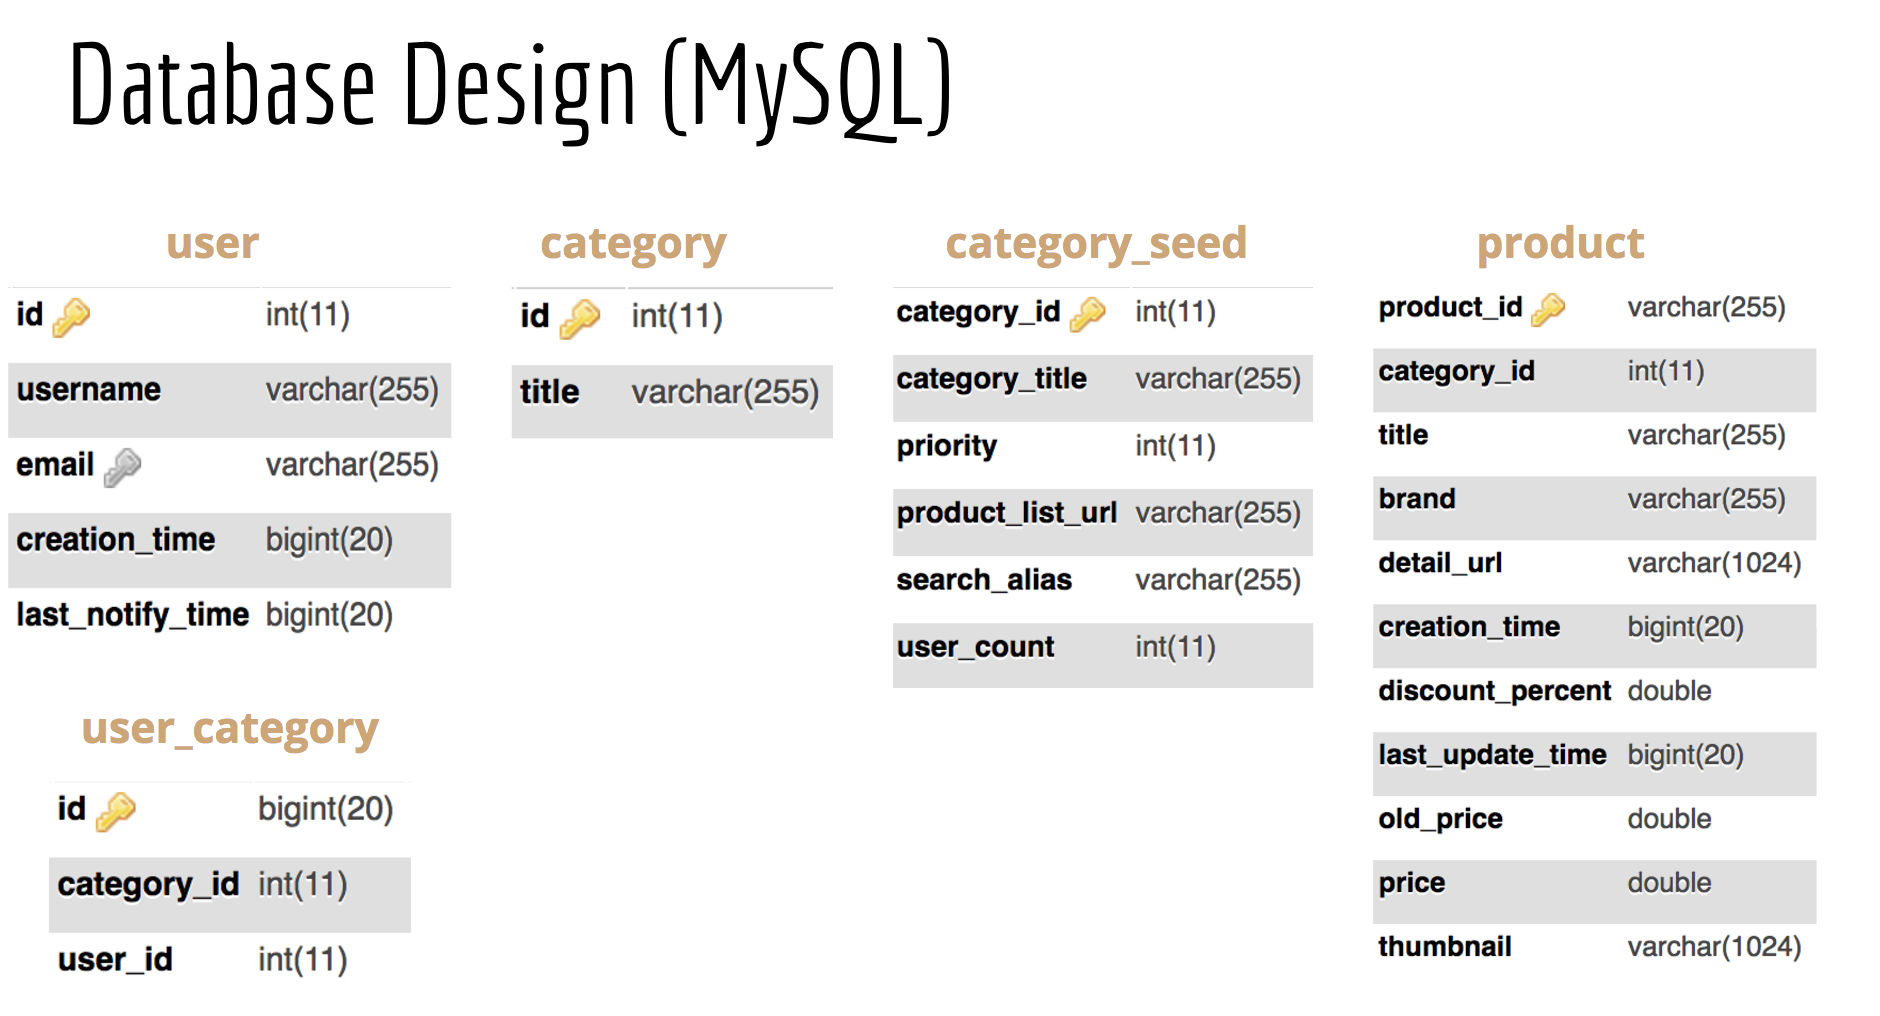 Database Design (MySQL)
user
id int(11)
username varchar(255)
email varchar(255)
creation_time bigint(20)
last_notify_time bigint(20)
user_category
id bigint(20)
category_id int(11)
user_id int(11)
category
id int(11)
title varchar(255)
category_seed
category_id int(11)
category_title varchar(255)
priority int(11)
product_list_url varchar(255)
search_alias varchar(255)
user_count int(11)
product
product_id varchar(255)
category_id int(11)
title varchar(255)
brand varchar(255)
detail_url varchar(1024)
creation_time bigint(20)
discount_percent double
last_update_time bigint(20)
old_price double
price double
thumbnail varchar(1024)